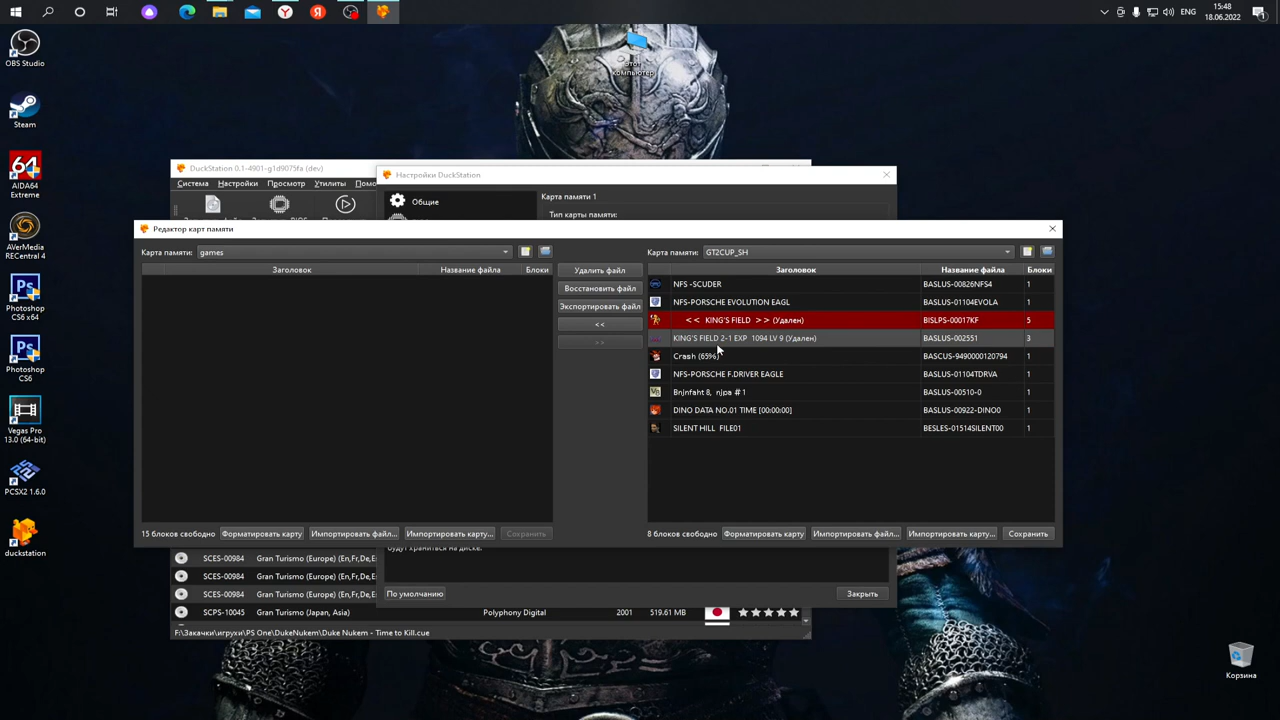 15:48
ENG
18.06.2022
1
OBS Studio
Steam
64
AIDA64
Extreme
AVerMedia
RECentral 4
Ps
Photoshop
CS6 x64
Ps
Photoshop
CS6
Vegas Pro
13.0 (64-bit)
PCSX2 1.6.0
duckstation
Этот
компьютер
DuckStation 0.1-4901-g1d9075fa (dev)
Система
Настройки
Просмотр
Утилиты
Настройки DuckStation
Общие
Карта памяти 1
Тип карты памяти:
Редактор карт памяти
Карта памяти:
games
Заголовок
Название файла
Блоки
Удалить файл
Восстановить файл
Экспортировать файл
<<
>>
15 блоков свободно
Форматировать карту
Импортировать файл...
Импортировать карту...
Сохранить
Карта памяти:
GT2CUP_SH
Заголовок
Название файла
Блоки
NFS -SCUDER BASLUS-00826NFS4 1
NFS-PORSCHE EVOLUTION EAGL BASLUS-01104EVOLA 1
<< KING'S FIELD >> (Удален) BISLPS-00017KF 5
KING'S FIELD 2-1 EXP 1094 LV 9 (Удален) BASLUS-002551 3
Crash (65%) BASCUS-9490000120794 1
NFS-PORSCHE F.DRIVER EAGLE BASLUS-01104TDRVA 1
Bnjnfaht 8, njpa # 1 BASLUS-00510-0 1
DINO DATA NO.01 TIME [00:00:00] BASLUS-00922-DINO0 1
SILENT HILL FILE01 BESLES-01514SILENT00 1
8 блоков свободно
Форматировать карту
Импортировать файл...
Импортировать карту...
Сохранить
будут храниться на диске.
SCES-00984 Gran Turismo (Europe) (En,Fr,De,E
SCES-00984 Gran Turismo (Europe) (En,Fr,De,E
SCES-00984 Gran Turismo (Europe) (En,Fr,De,E
SCPS-10045 Gran Turismo (Japan, Asia) Polyphony Digital 2001 519.61 MB
По умолчанию
Закрыть
F:\Закачки\игрухи\PS One\DukeNukem\Duke Nukem - Time to Kill.cue
Корзина